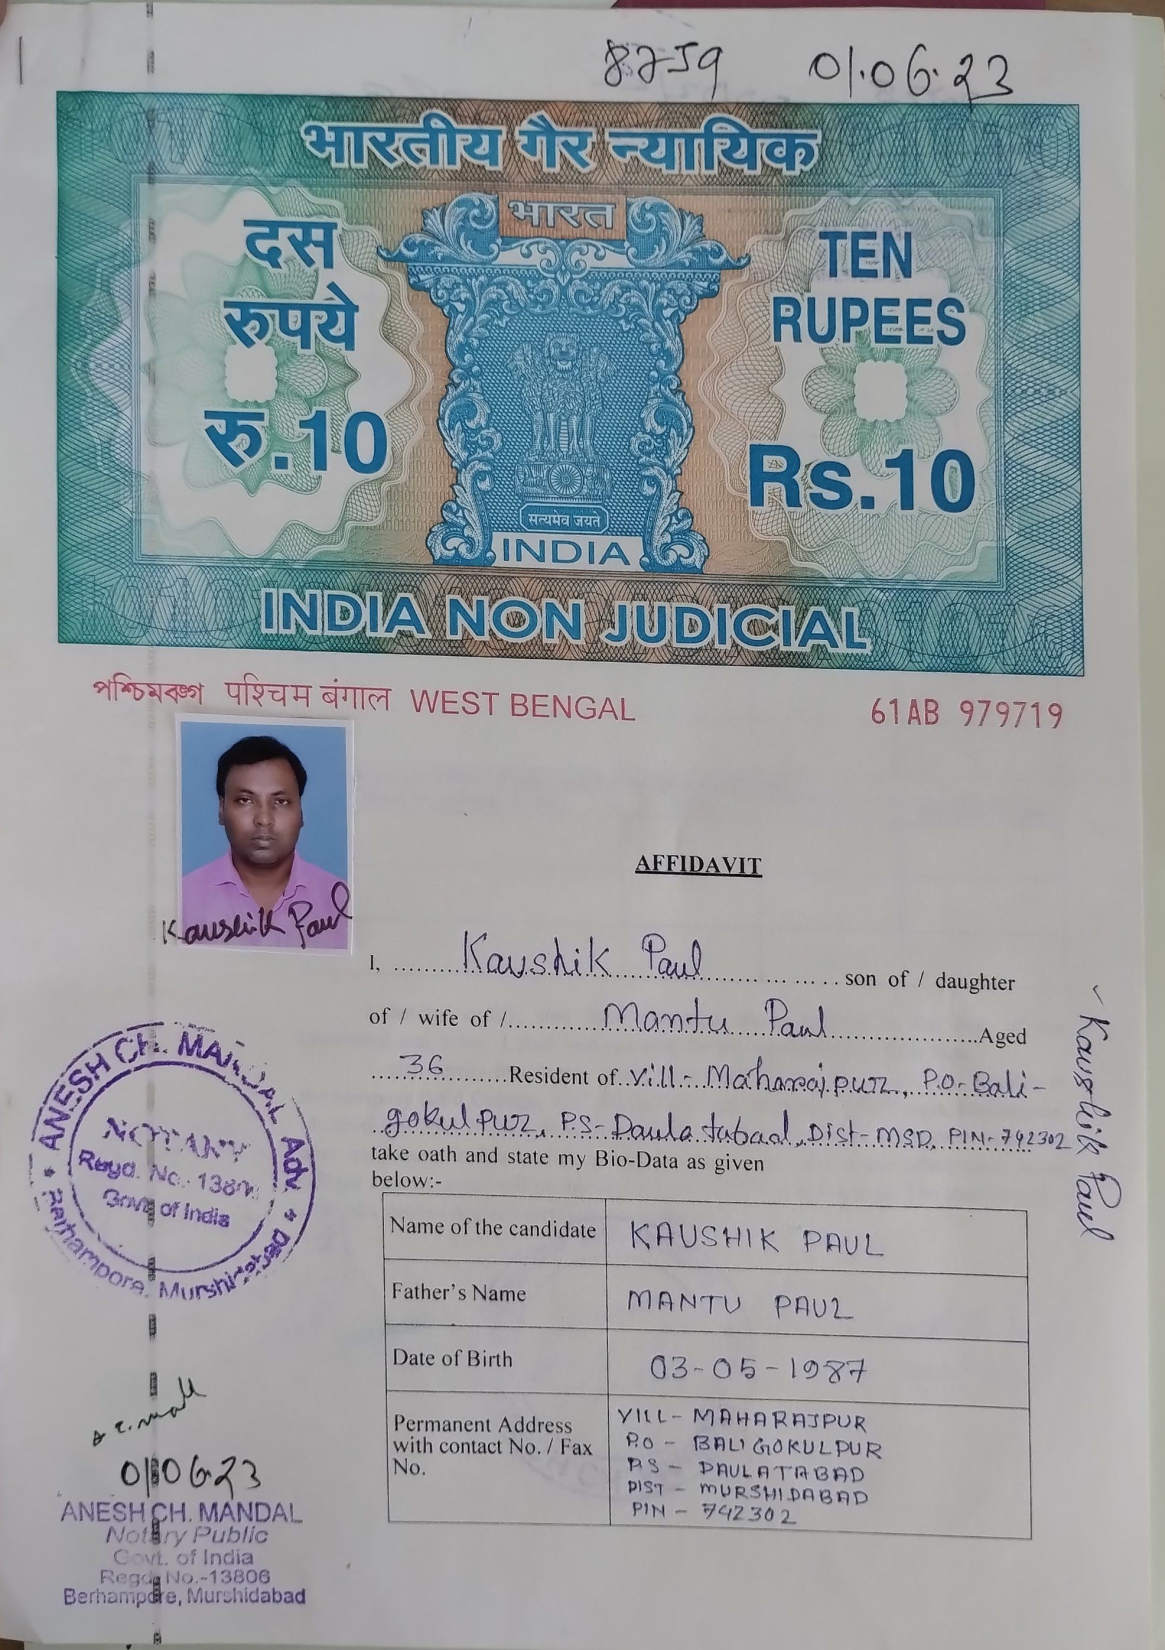 8759 01.06.23
भारतीय गैर न्यायिक
भारत
दस
रुपये
रु.10
TEN
RUPEES
Rs.10
सत्यमेव जयते
INDIA
INDIA NON JUDICIAL
পশ্চিমবঙ্গ पश्चिम बंगाल WEST BENGAL 61AB 979719
Kaushik Paul
AFFIDAVIT
I, .......... Kaushik Paul .......... son of / daughter
of / wife of /.......... Mantu Paul ..........Aged
... 36 ..........Resident of..Vill:- Maharajpur, P.O- Bali-
gokulpur, P.S- Daulatabad, Dist- MSD, PIN- 742302
take oath and state my Bio-Data as given
below:-
Name of the candidate KAUSHIK PAUL
Father's Name MANTU PAUL
Date of Birth 03-05-1987
Permanent Address
with contact No. / Fax
No.
VILL- MAHARAJPUR
P.O - BALIGOKULPUR
P.S - DAULATABAD
DIST - MURSHIDABAD
PIN - 742302
Kaushik Paul
ANESH CH. MANDAL Adv.
NOTARY
Regd. No.-
Govt. of India
Berhampore, Murshidabad
01.06.23
ANESH CH. MANDAL
Notary Public
Govt. of India
Regd. No.-13806
Berhampore, Murshidabad